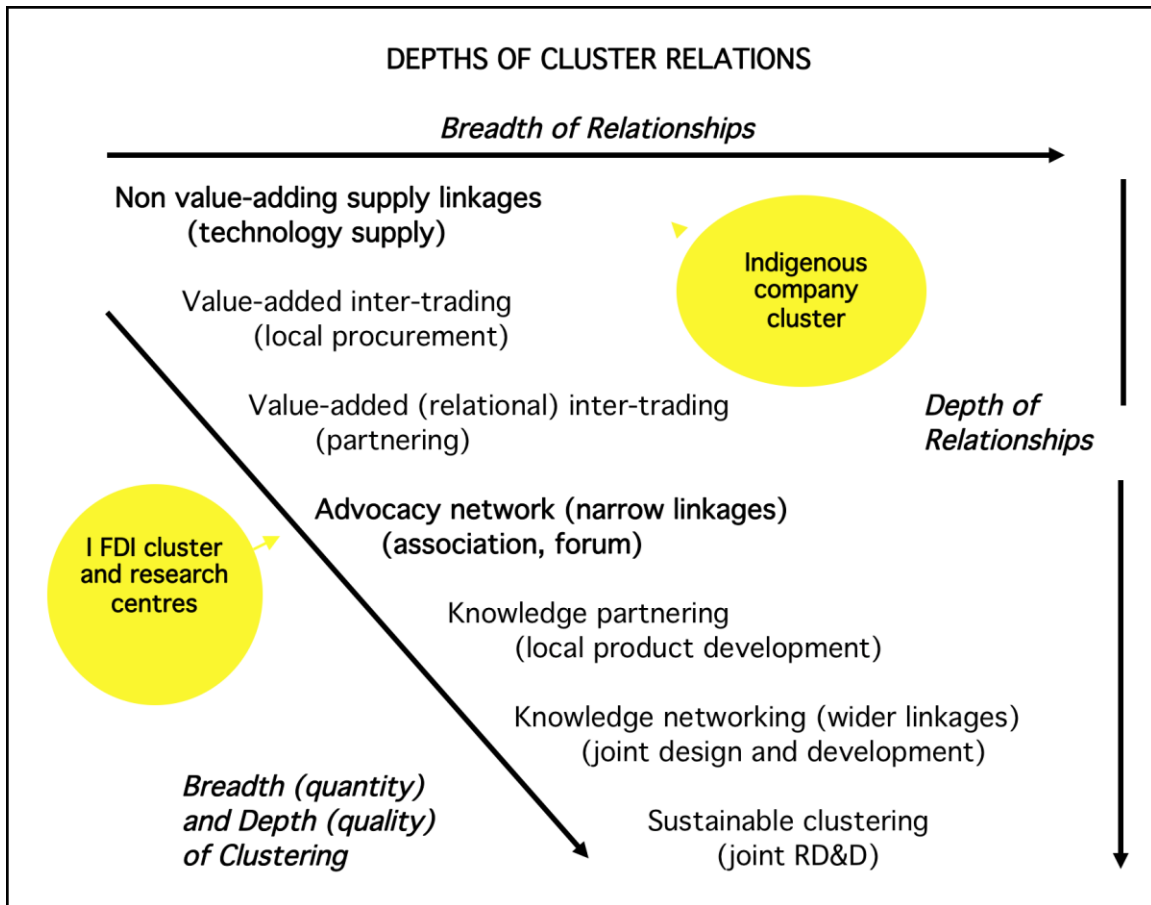 DEPTHS OF CLUSTER RELATIONS
Breadth of Relationships
Non value-adding supply linkages
(technology supply)
Indigenous
company
cluster
Value-added inter-trading
(local procurement)
Value-added (relational) inter-trading
(partnering)
Depth of
Relationships
Advocacy network (narrow linkages)
(association, forum)
I FDI cluster
and research
centres
Knowledge partnering
(local product development)
Knowledge networking (wider linkages)
(joint design and development)
Breadth (quantity)
and Depth (quality)
of Clustering
Sustainable clustering
(joint RD&D)